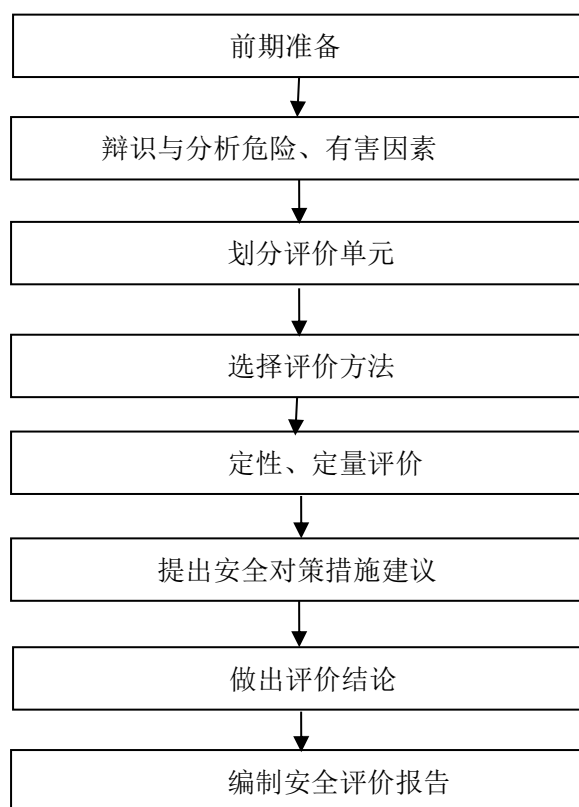 前期准备
辩识与分析危险、有害因素
划分评价单元
选择评价方法
定性、定量评价
提出安全对策措施建议
做出评价结论
编制安全评价报告